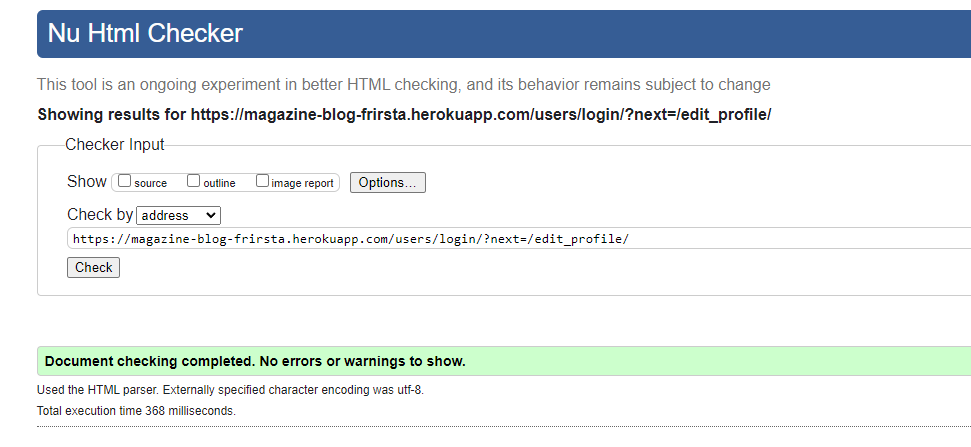 Nu Html Checker
This tool is an ongoing experiment in better HTML checking, and its behavior remains subject to change
Showing results for https://magazine-blog-frirsta.herokuapp.com/users/login/?next=/edit_profile/
Checker Input
Show source outline image report Options...
Check by address
https://magazine-blog-frirsta.herokuapp.com/users/login/?next=/edit_profile/
Check
Document checking completed. No errors or warnings to show.
Used the HTML parser. Externally specified character encoding was utf-8.
Total execution time 368 milliseconds.